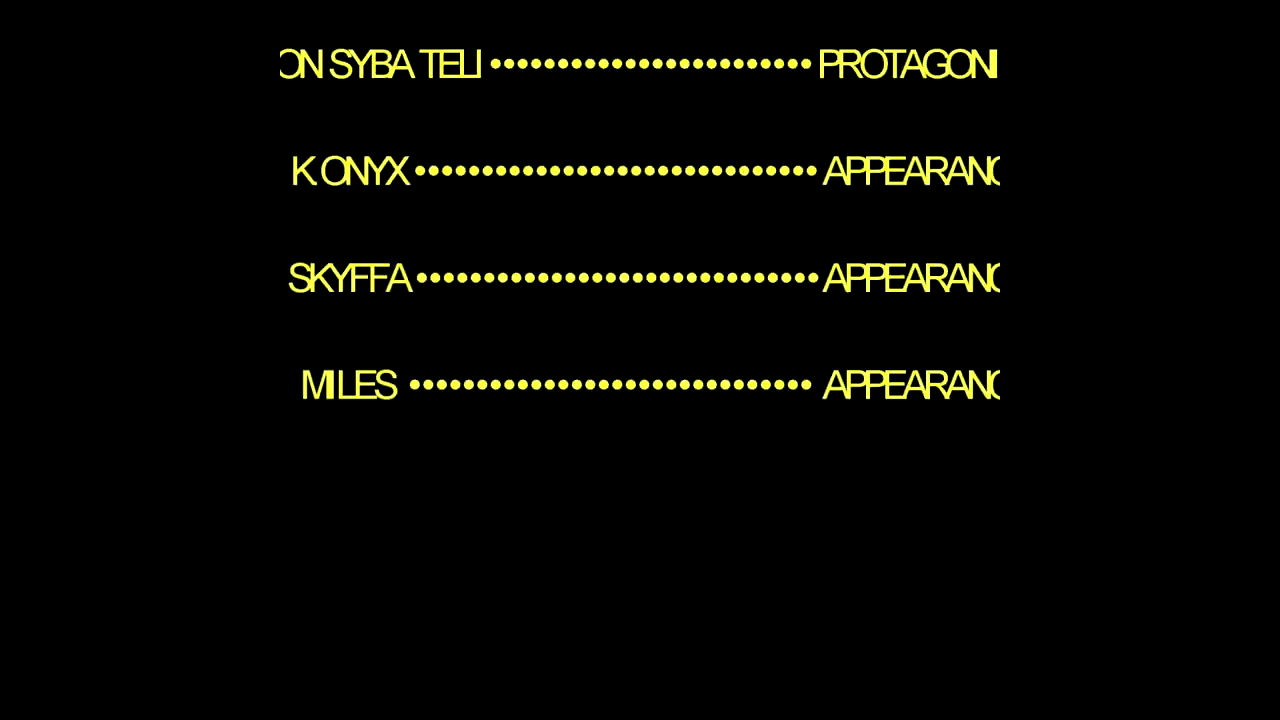 ON SYBA TELI •••••••••••••••••••••••• PROTAGONI
K ONYX •••••••••••••••••••••••••••••• APPEARANC
SKYFFA •••••••••••••••••••••••••••••• APPEARANC
MILES •••••••••••••••••••••••••••••• APPEARANC